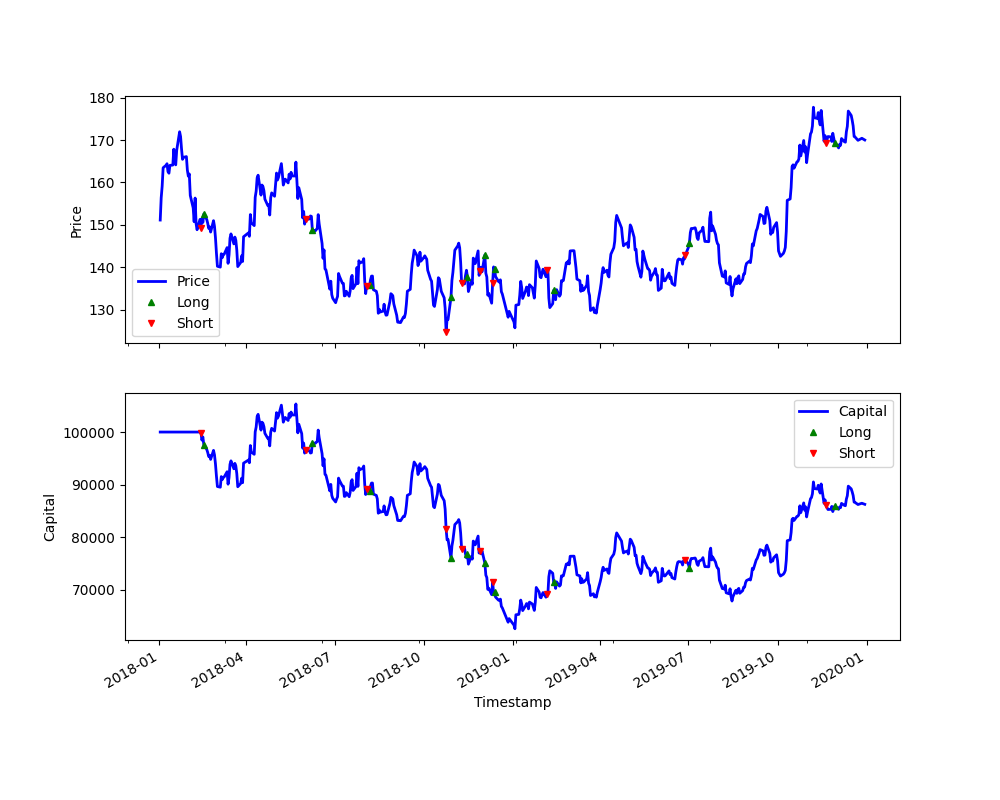 180
170
160
150
140
130
Price
Price
Long
Short
100000
90000
80000
70000
Capital
Capital
Long
Short
2018-01
2018-04
2018-07
2018-10
2019-01
2019-04
2019-07
2019-10
2020-01
Timestamp